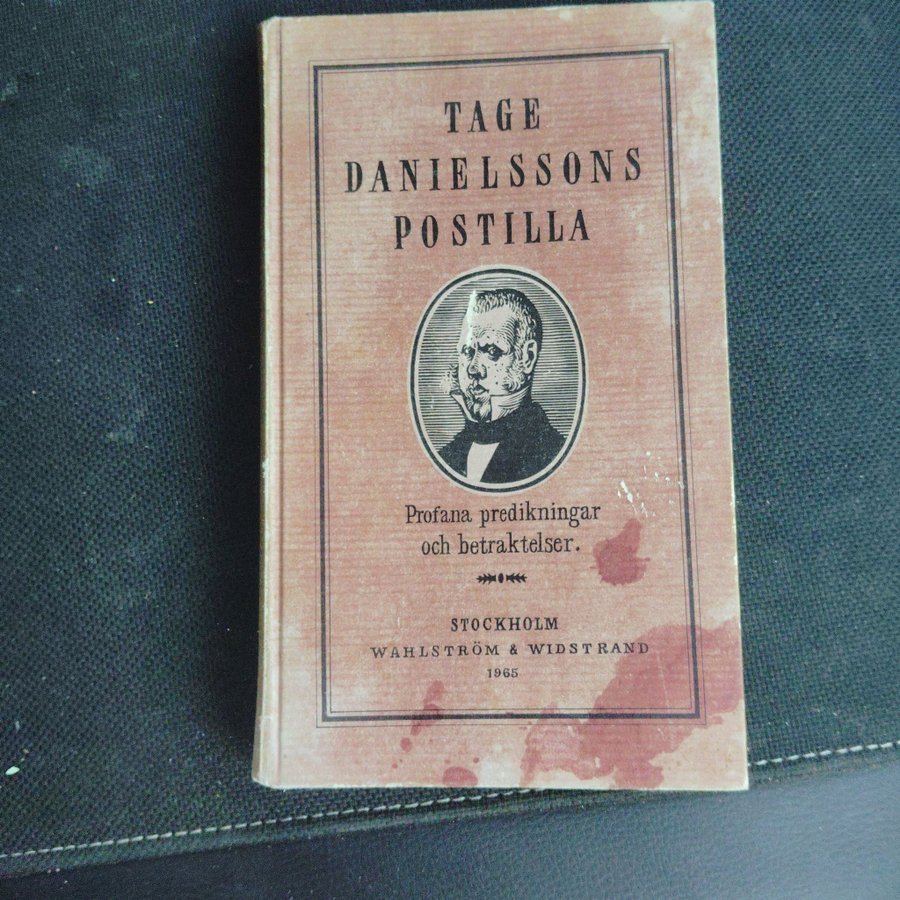 TAGE
DANIELSSONS
POSTILLA
Profana predikningar
och betraktelser.
STOCKHOLM
WAHLSTRÖM & WIDSTRAND
1965